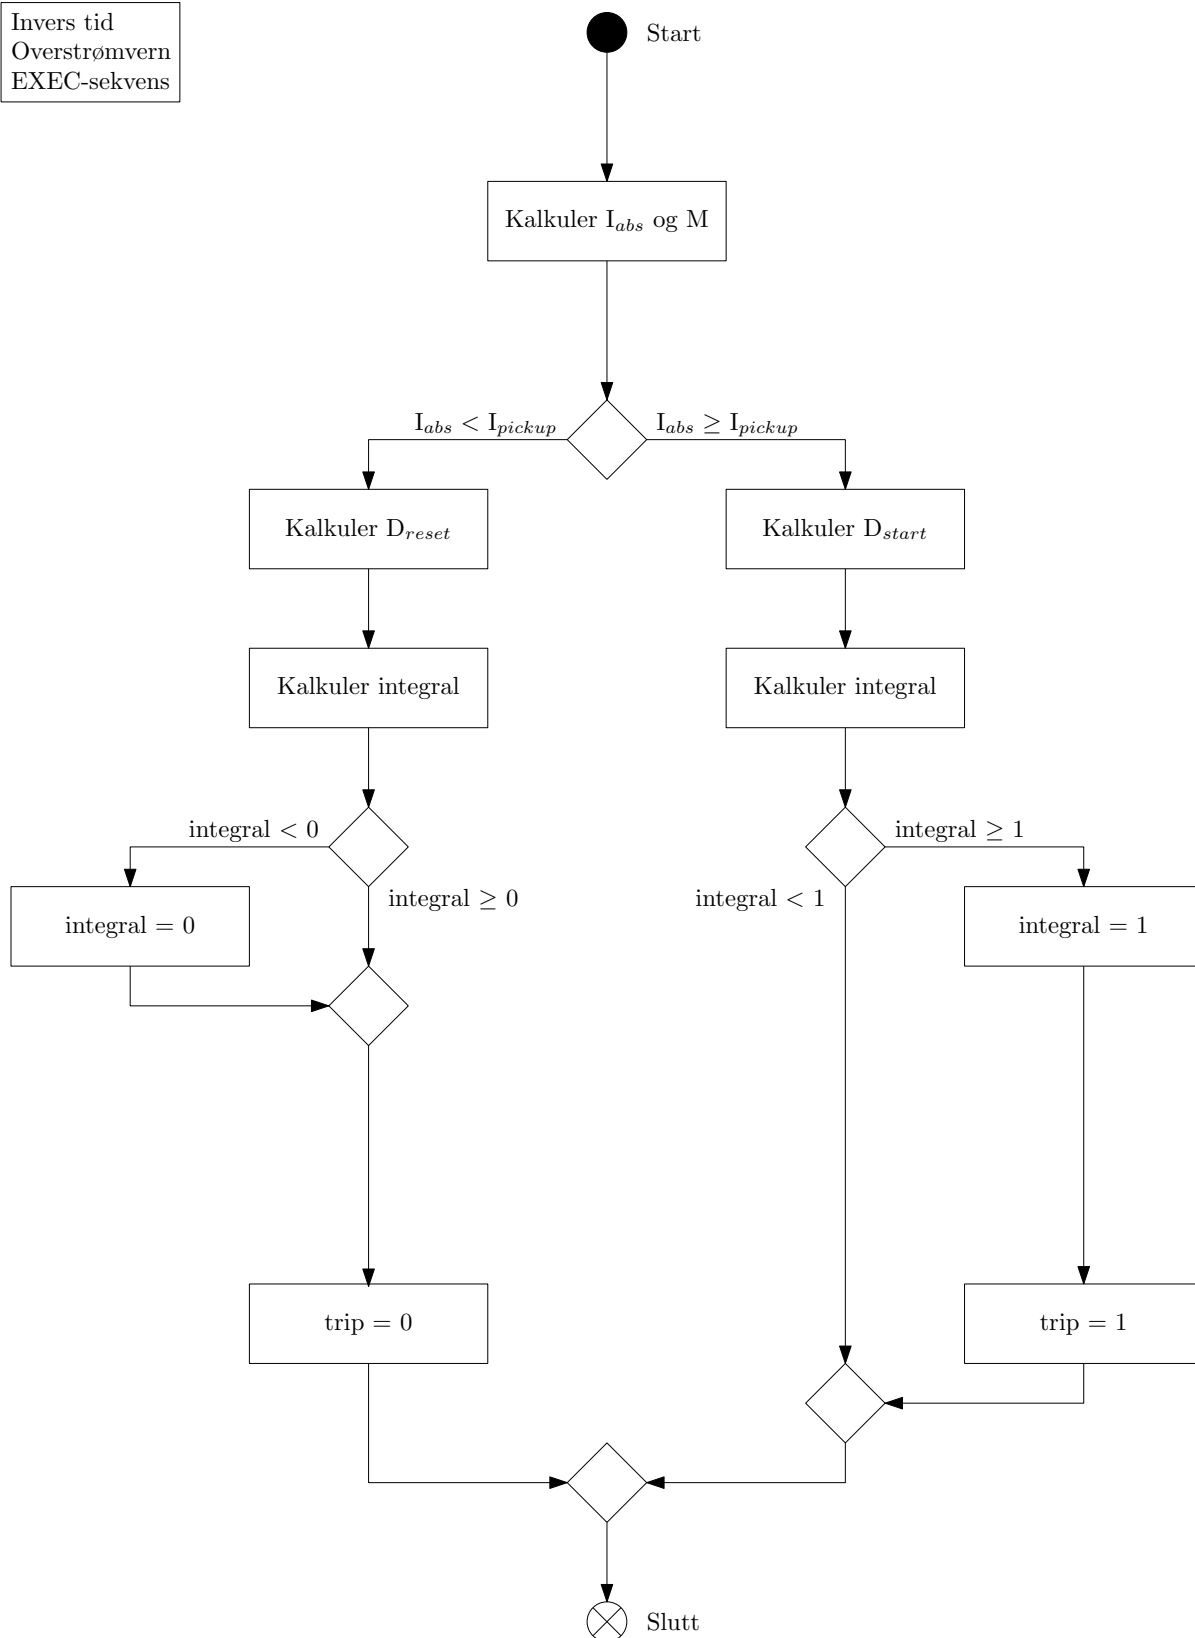 Invers tid
Overstrømvern
EXEC-sekvens
Start
Kalkuler I_abs og M
I_abs < I_pickup
I_abs ≥ I_pickup
Kalkuler D_reset
Kalkuler D_start
Kalkuler integral
Kalkuler integral
integral < 0
integral ≥ 1
integral ≥ 0
integral < 1
integral = 0
integral = 1
trip = 0
trip = 1
Slutt